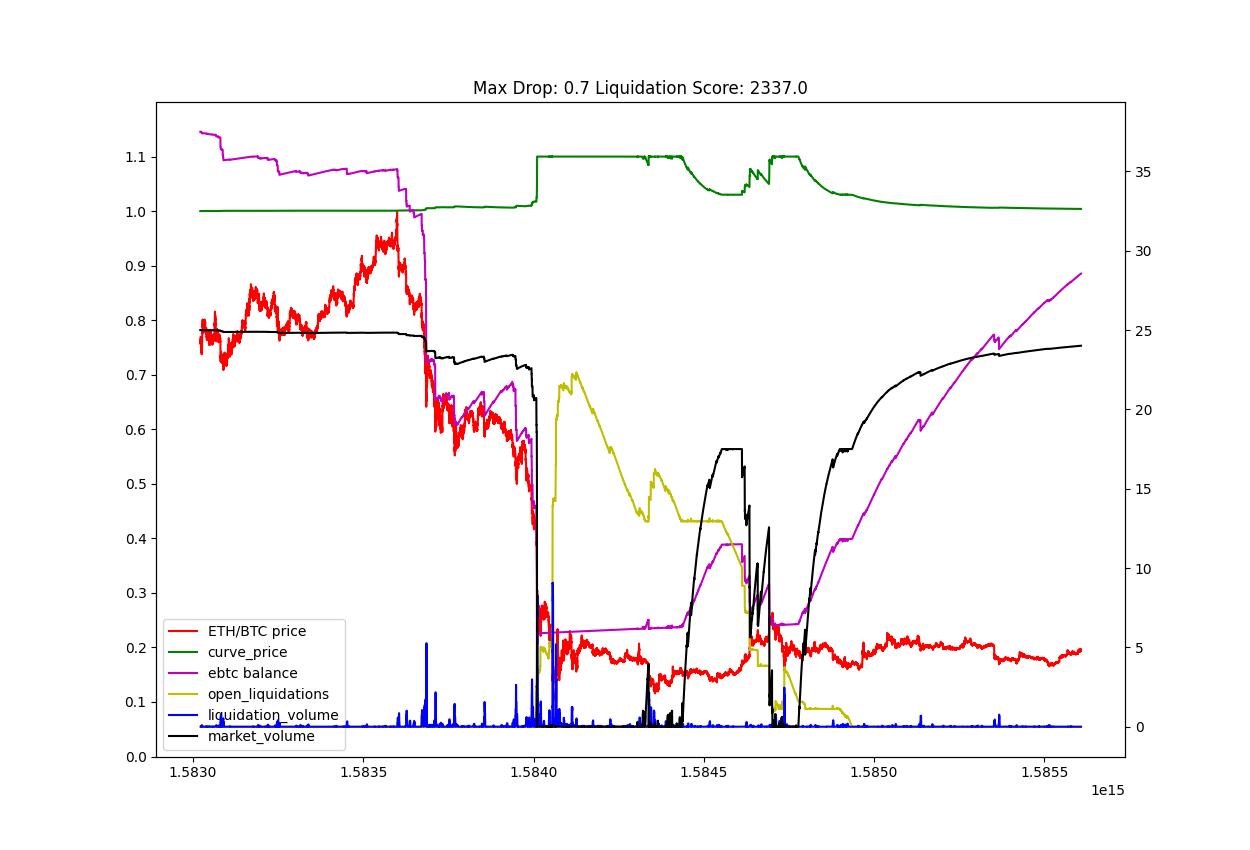 Max Drop: 0.7 Liquidation Score: 2337.0
1.1
1.0
0.9
0.8
0.7
0.6
0.5
0.4
0.3
0.2
0.1
0.0
35
30
25
20
15
10
5
0
ETH/BTC price
curve_price
ebtc balance
open_liquidations
liquidation_volume
market_volume
1.5830 1.5835 1.5840 1.5845 1.5850 1.5855
1e15